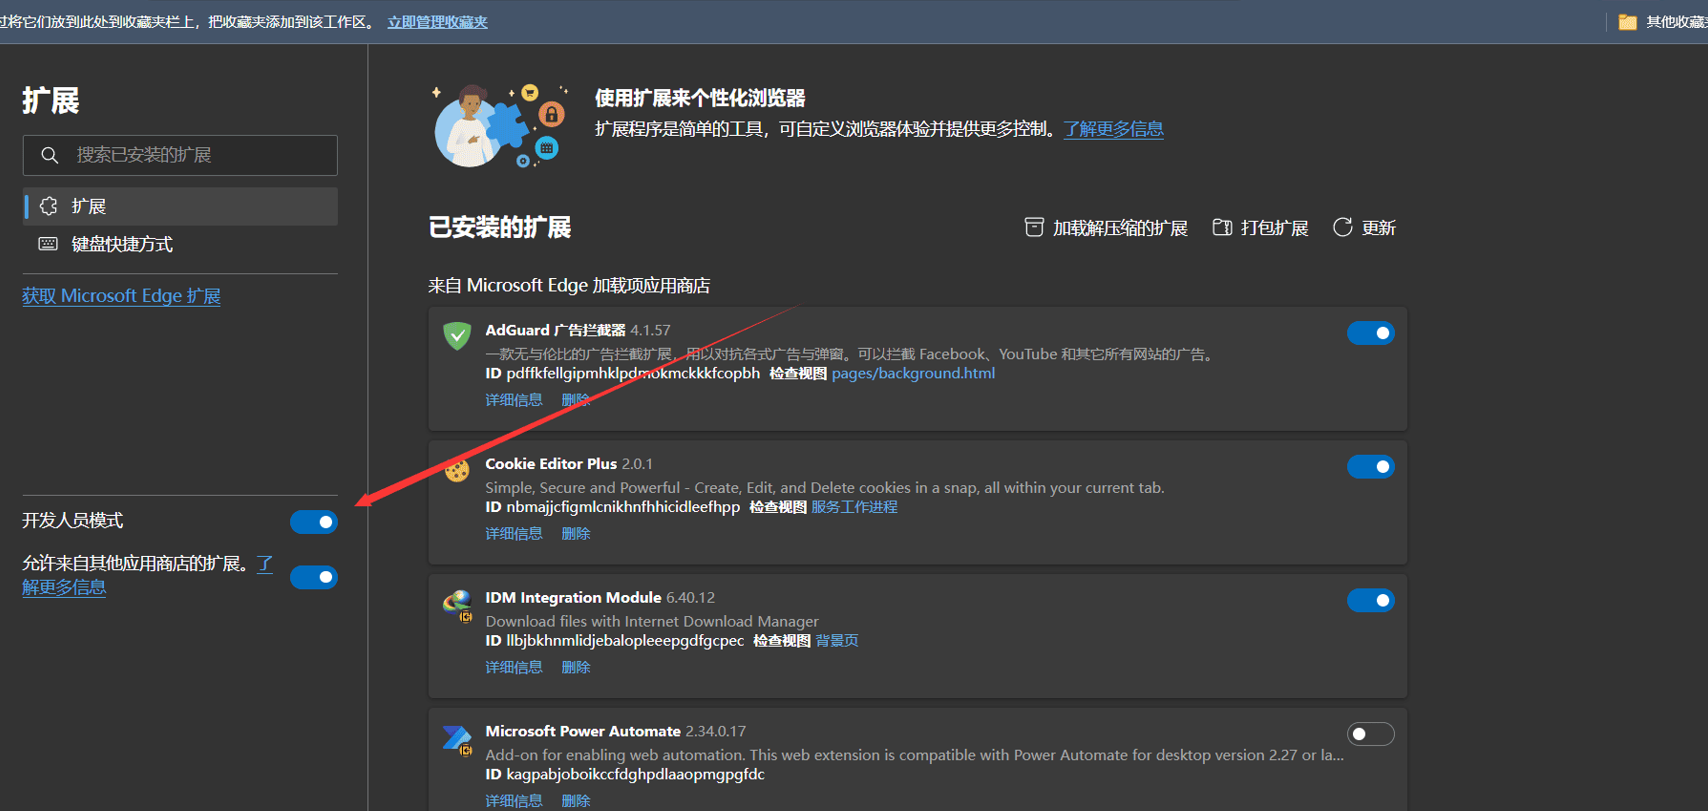 过将它们放到此处到收藏夹栏上，把收藏夹添加到该工作区。 立即管理收藏夹
其他收藏
扩展
搜索已安装的扩展
扩展
键盘快捷方式
获取 Microsoft Edge 扩展
开发人员模式
允许来自其他应用商店的扩展。了
解更多信息
使用扩展来个性化浏览器
扩展程序是简单的工具，可自定义浏览器体验并提供更多控制。了解更多信息
已安装的扩展
加载解压缩的扩展 打包扩展 更新
来自 Microsoft Edge 加载项应用商店
AdGuard 广告拦截器 4.1.57
一款无与伦比的广告拦截扩展，用以对抗各式广告与弹窗。可以拦截 Facebook、YouTube 和其它所有网站的广告。
ID pdffkfellgipmhklpdmokmckkkfcopbh 检查视图 pages/background.html
详细信息 删除
Cookie Editor Plus 2.0.1
Simple, Secure and Powerful - Create, Edit, and Delete cookies in a snap, all within your current tab.
ID nbmajjcfigmlcnikhnfhhicidleefhpp 检查视图 服务工作进程
详细信息 删除
IDM Integration Module 6.40.12
Download files with Internet Download Manager
ID llbjbkhnmlidjebalopleeepgdfgcpec 检查视图 背景页
详细信息 删除
Microsoft Power Automate 2.34.0.17
Add-on for enabling web automation. This web extension is compatible with Power Automate for desktop version 2.27 or la...
ID kagpabjoboikccfdghpdlaaopmgpgfdc
详细信息 删除